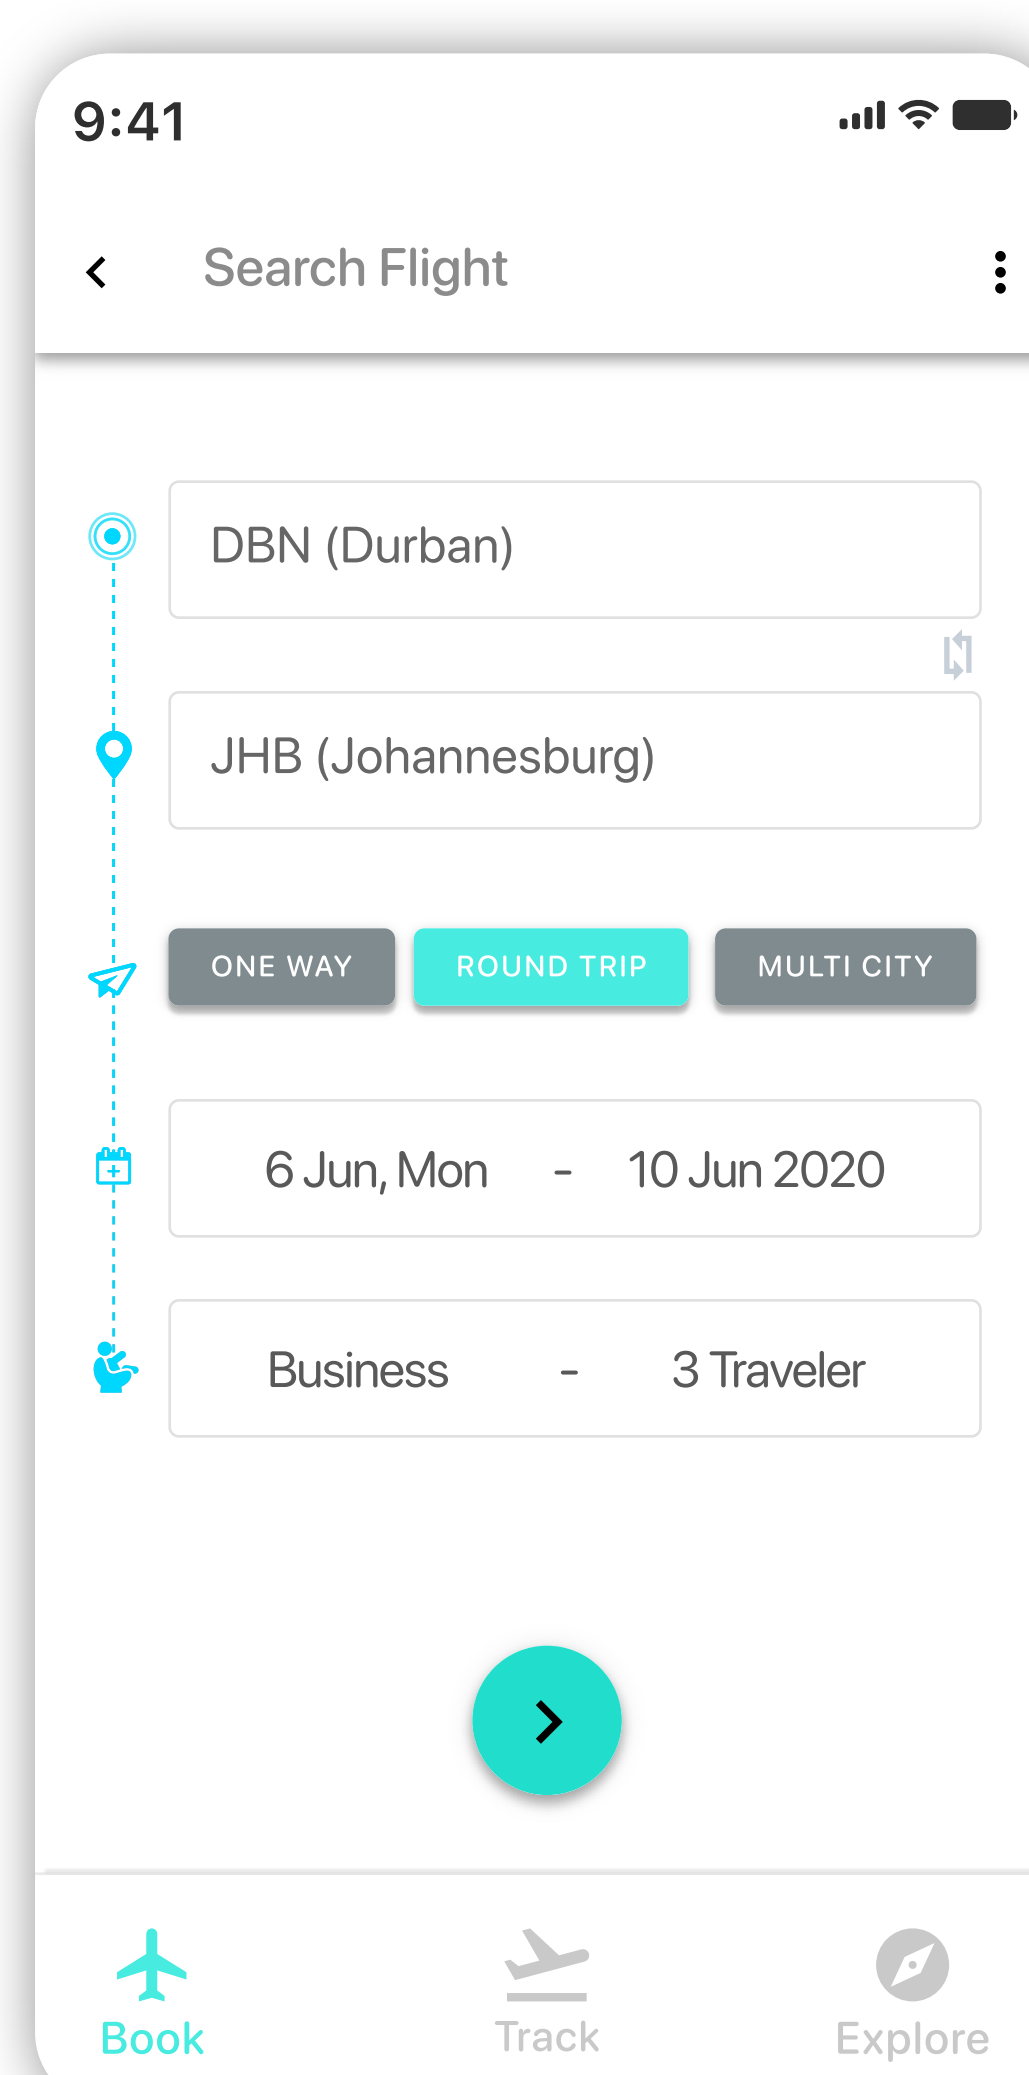 9:41
Search Flight
DBN (Durban)
JHB (Johannesburg)
ONE WAY ROUND TRIP MULTI CITY
6 Jun, Mon - 10 Jun 2020
Business - 3 Traveler
Book Track Explore